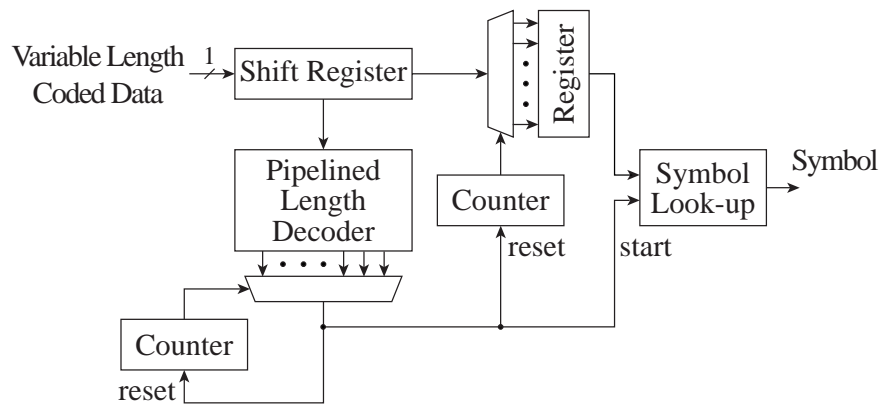 Variable Length
Coded Data
1
Shift Register
Register
Pipelined
Length
Decoder
Counter
reset
Symbol
Look-up
start
Symbol
Counter
reset